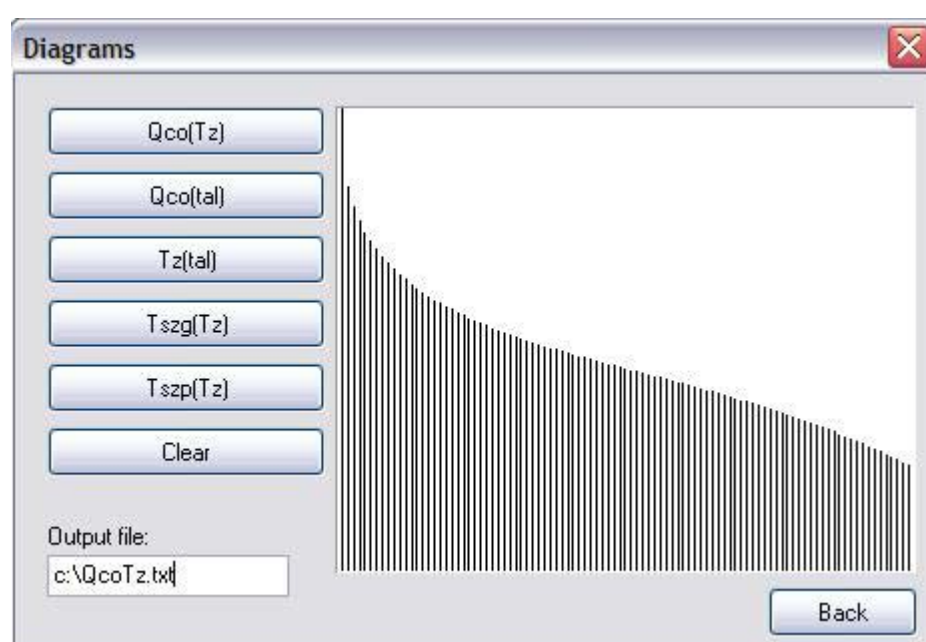 Diagrams
Qco(Tz)
Qco(tal)
Tz(tal)
Tszg(Tz)
Tszp(Tz)
Clear
Output file:
c:\QcoTz.txt
Back